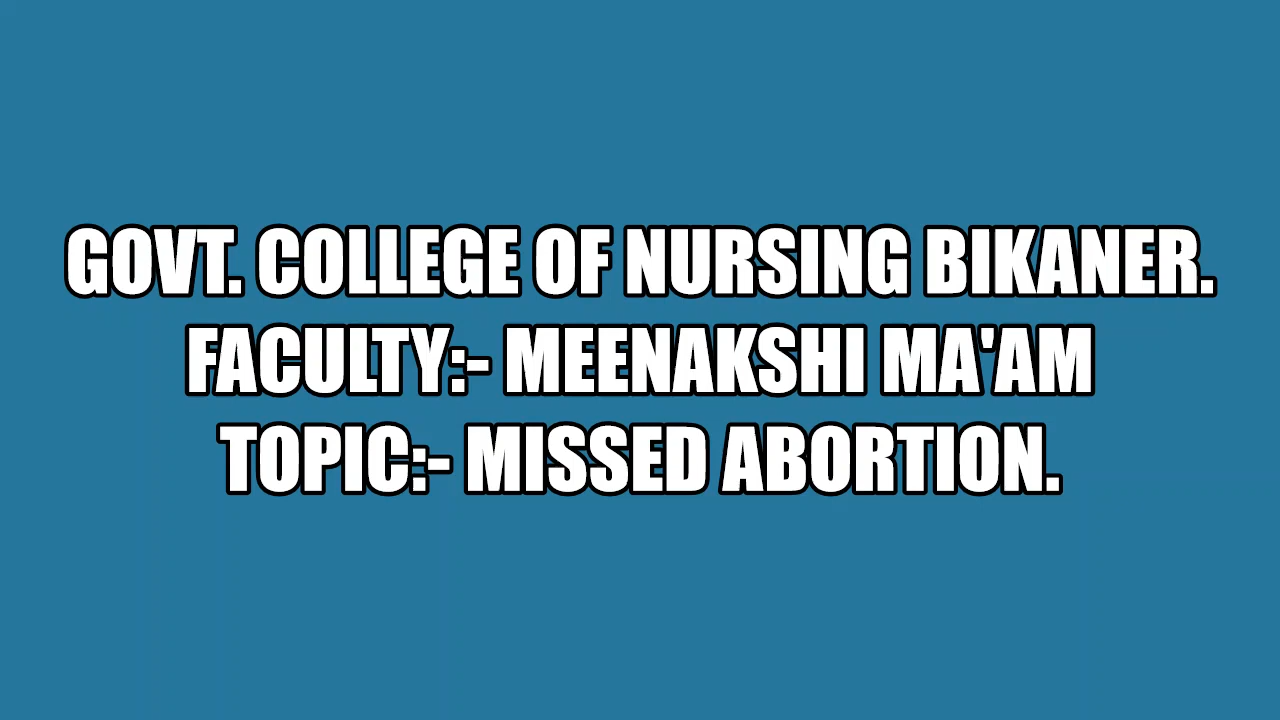 GOVT. COLLEGE OF NURSING BIKANER.
FACULTY:- MEENAKSHI MA'AM
TOPIC:- MISSED ABORTION.